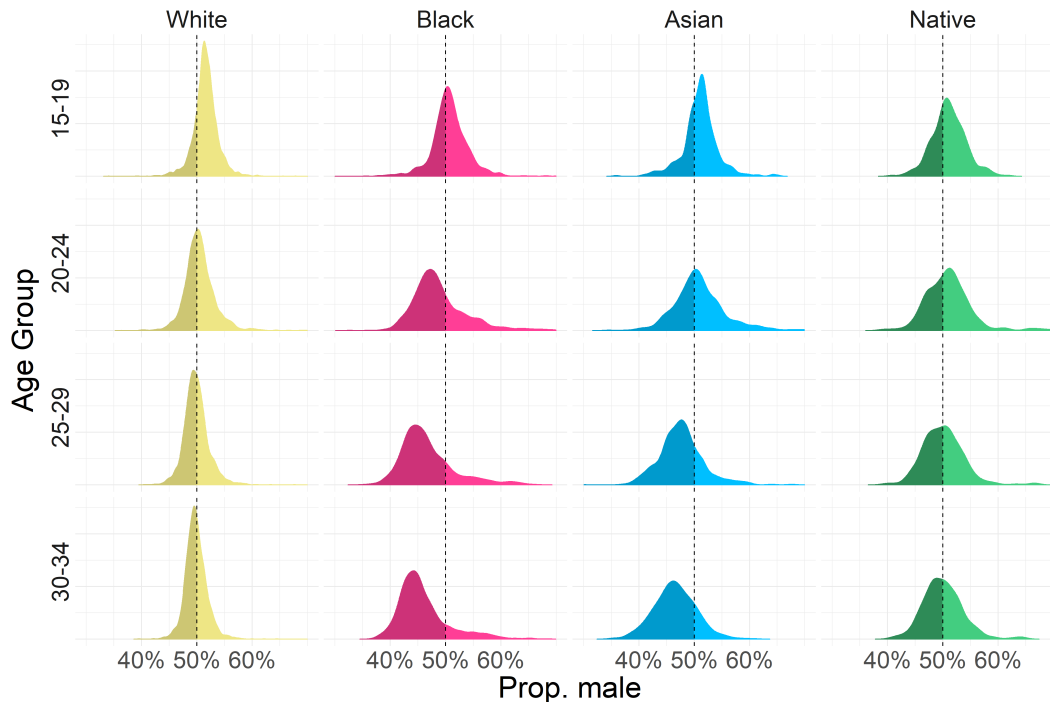 White Black Asian Native
Age Group
15-19
20-24
25-29
30-34
40% 50% 60% 40% 50% 60% 40% 50% 60% 40% 50% 60%
Prop. male